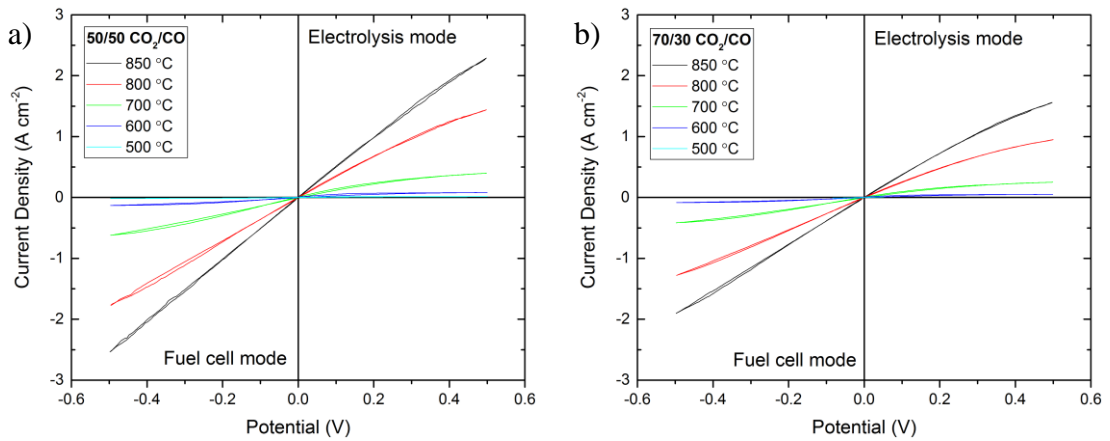 a)
50/50 CO₂/CO
850 °C
800 °C
700 °C
600 °C
500 °C
Electrolysis mode
Fuel cell mode
Current Density (A cm⁻²)
3
2
1
0
-1
-2
-3
-0.6 -0.4 -0.2 0.0 0.2 0.4 0.6
Potential (V)
b)
70/30 CO₂/CO
850 °C
800 °C
700 °C
600 °C
500 °C
Electrolysis mode
Fuel cell mode
Current Density (A cm⁻²)
3
2
1
0
-1
-2
-3
-0.6 -0.4 -0.2 0.0 0.2 0.4 0.6
Potential (V)